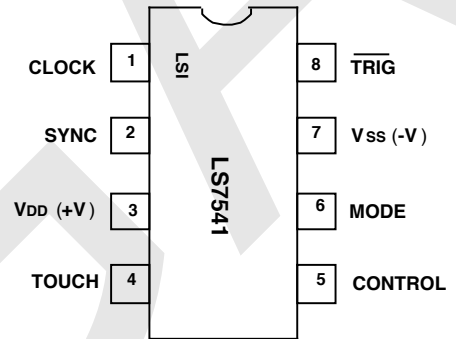 CLOCK 1 LSI 8 TRIG
SYNC 2 7 VSS (-V)
LS7541
VDD (+V) 3 6 MODE
TOUCH 4 5 CONTROL